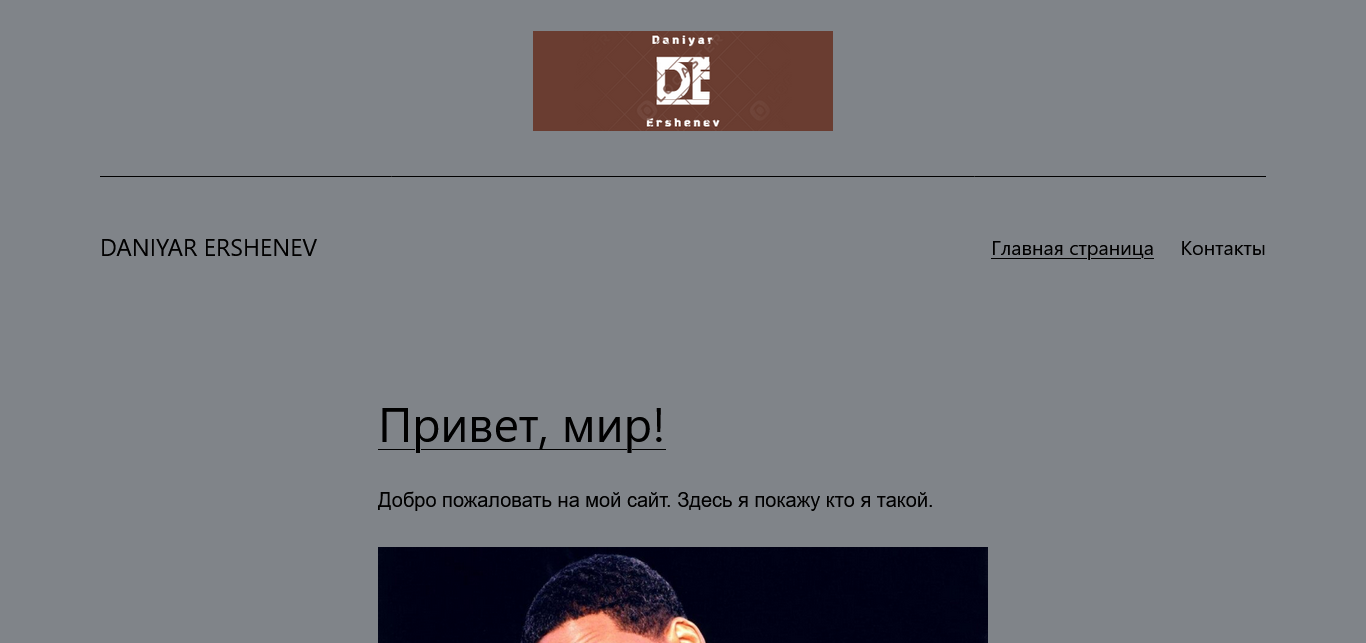 Daniyar
DE
Ershenev
DANIYAR ERSHENEV
Главная страница Контакты
Привет, мир!
Добро пожаловать на мой сайт. Здесь я покажу кто я такой.